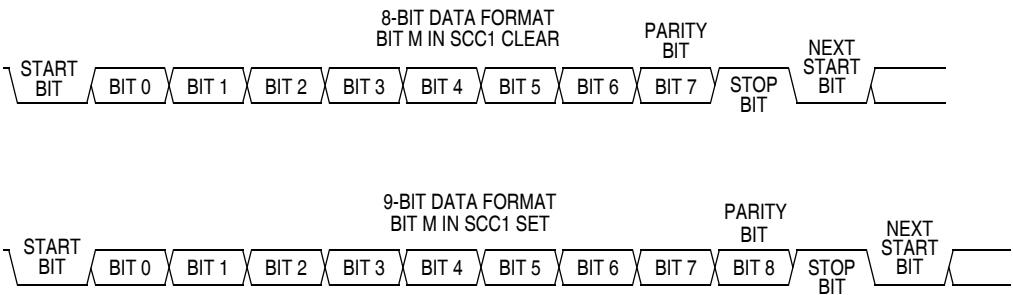 8-BIT DATA FORMAT
BIT M IN SCC1 CLEAR
PARITY
BIT
NEXT
START
BIT
START
BIT
BIT 0
BIT 1
BIT 2
BIT 3
BIT 4
BIT 5
BIT 6
BIT 7
STOP
BIT
9-BIT DATA FORMAT
BIT M IN SCC1 SET
PARITY
BIT
NEXT
START
BIT
START
BIT
BIT 0
BIT 1
BIT 2
BIT 3
BIT 4
BIT 5
BIT 6
BIT 7
BIT 8
STOP
BIT